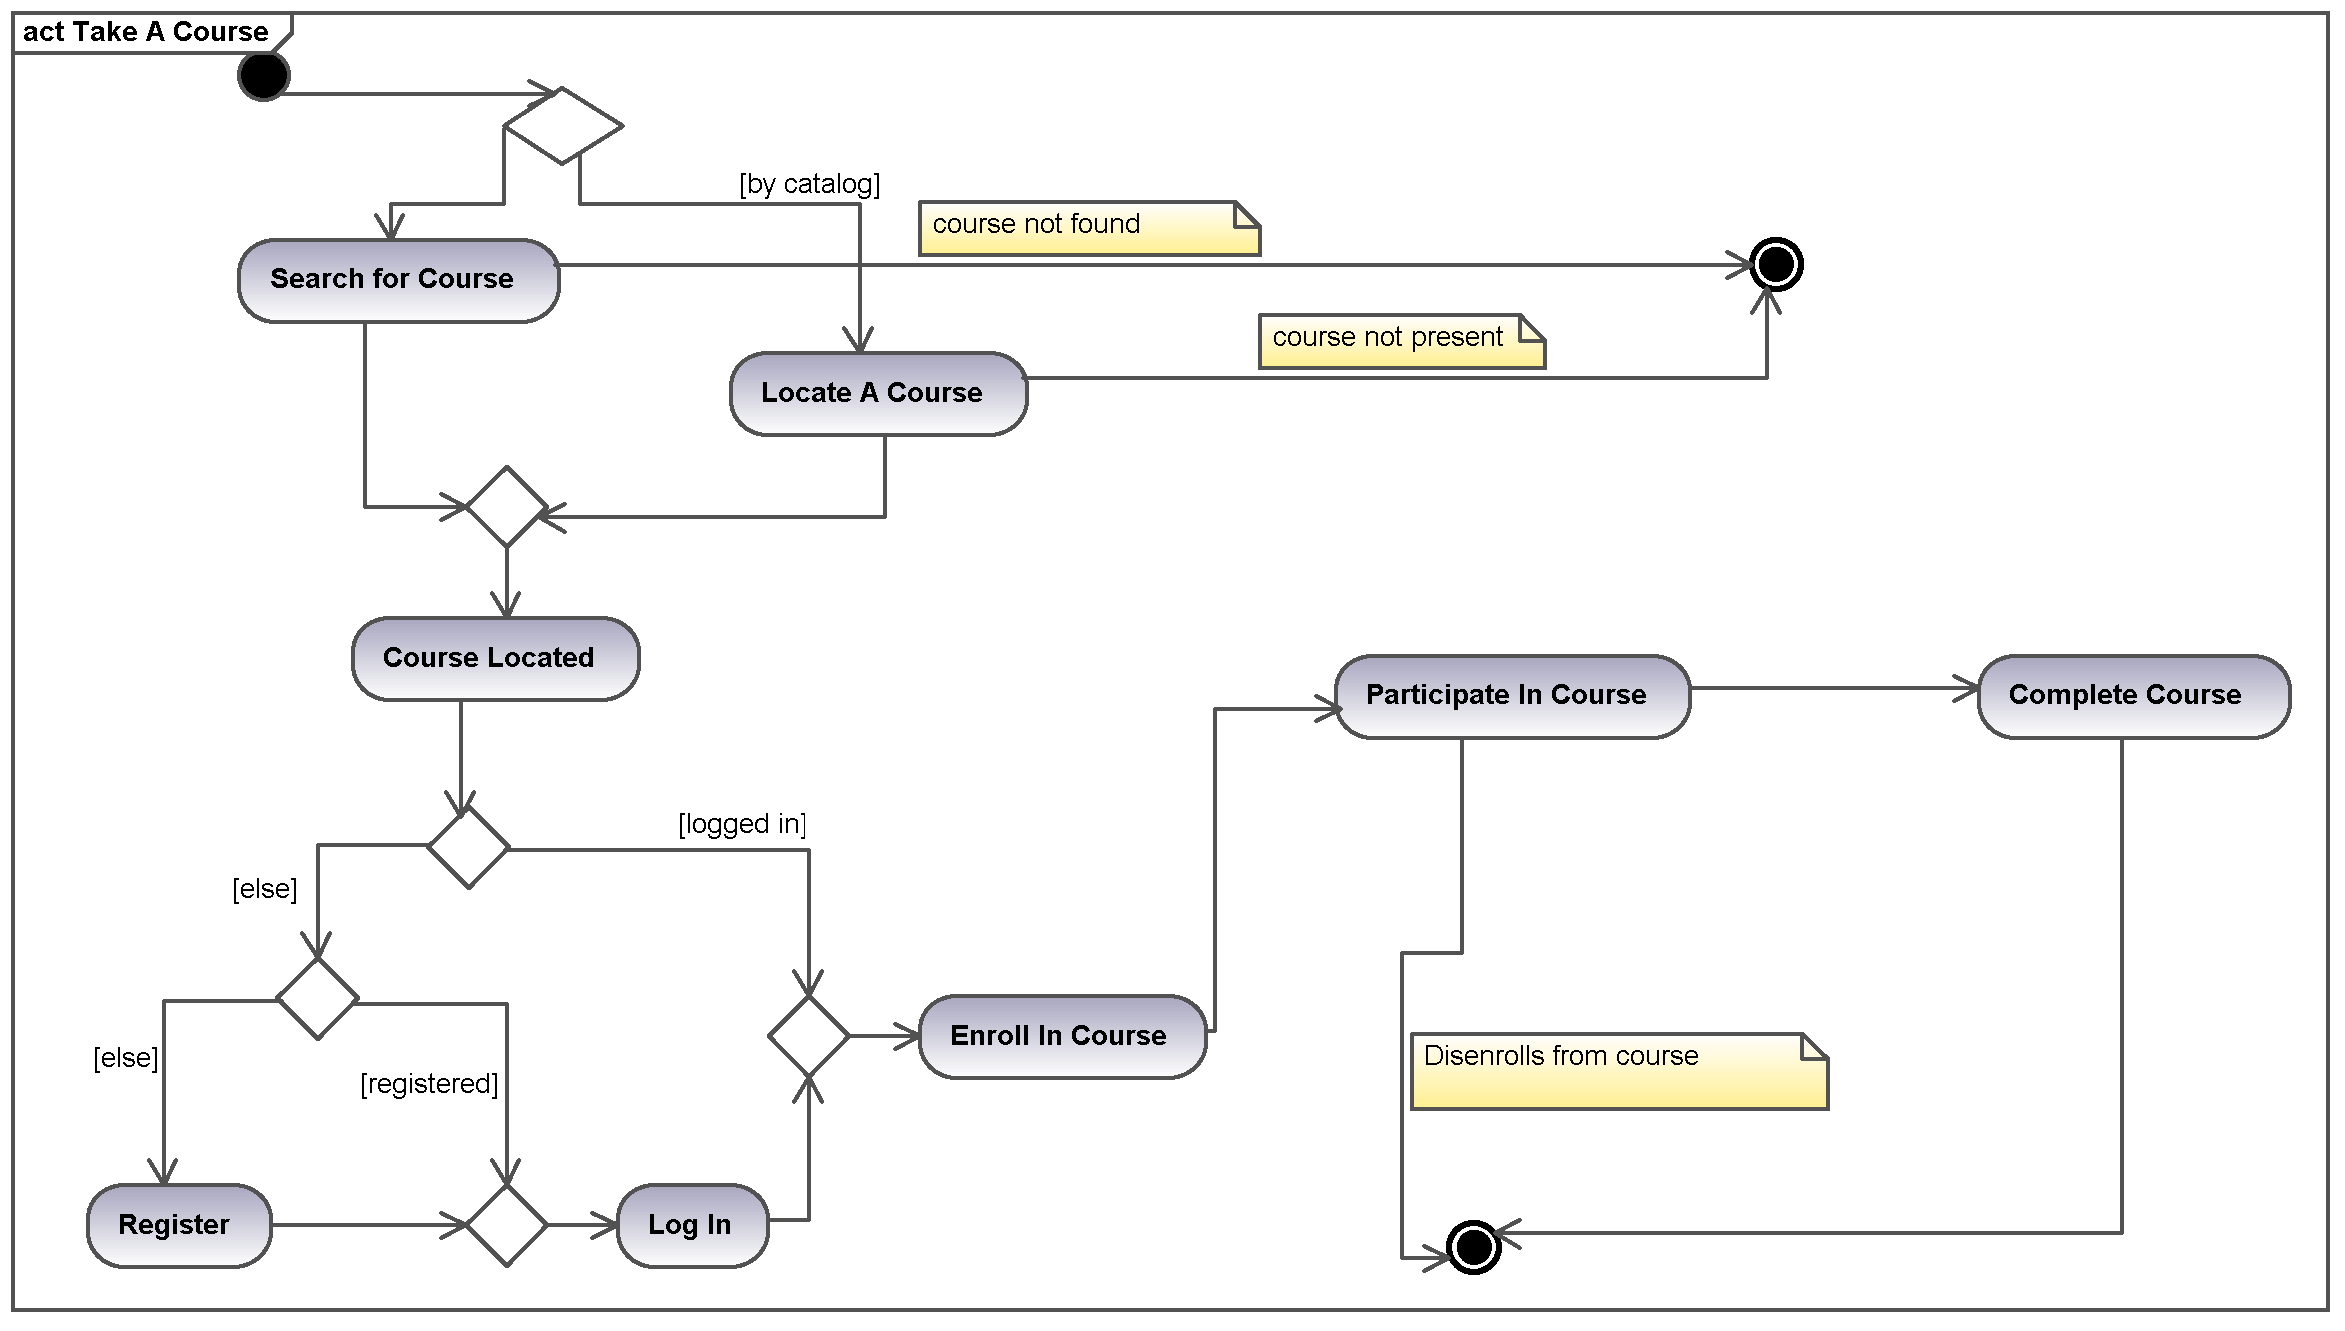 act Take A Course
[by catalog]
course not found
Search for Course
course not present
Locate A Course
Course Located
Participate In Course
Complete Course
[logged in]
[else]
Enroll In Course
[else]
[registered]
Disenrolls from course
Register
Log In